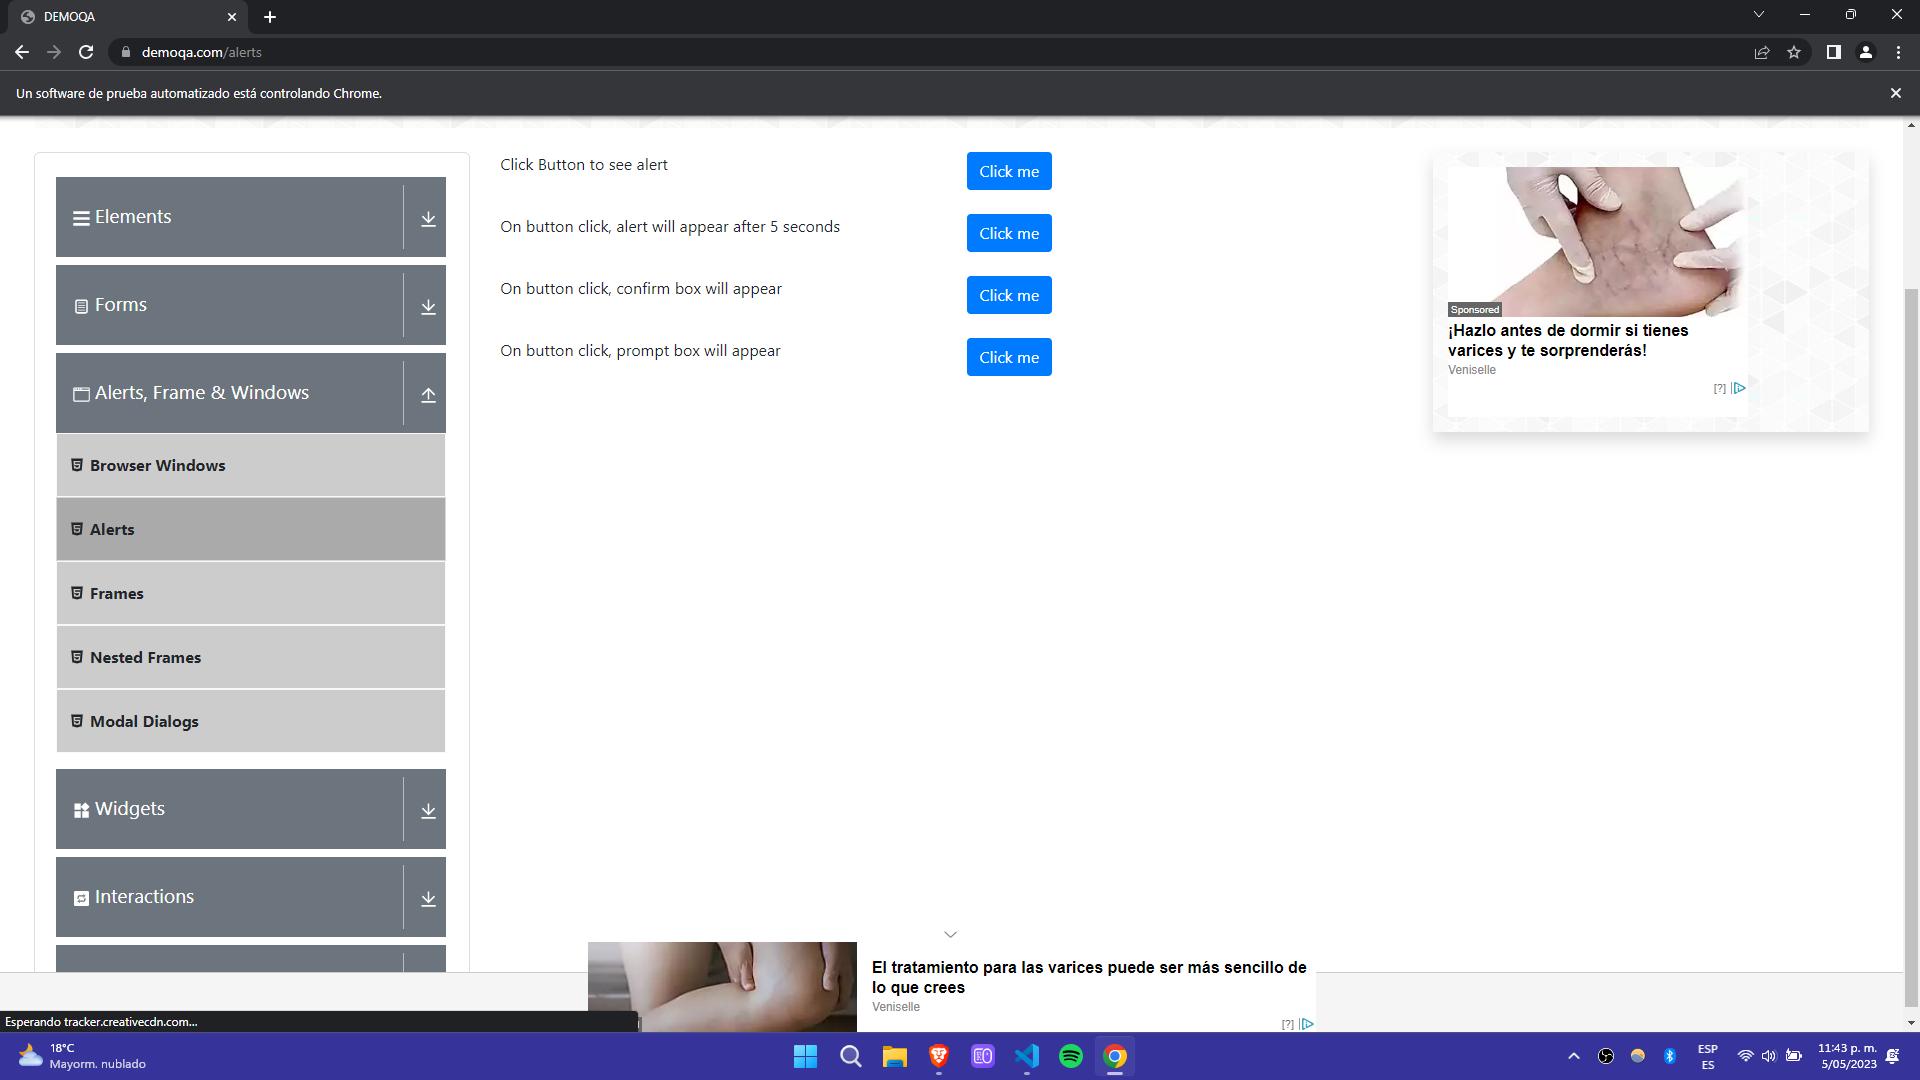 DEMOQA
demoqa.com/alerts
Un software de prueba automatizado está controlando Chrome.
Elements
Forms
Alerts, Frame & Windows
Browser Windows
Alerts
Frames
Nested Frames
Modal Dialogs
Widgets
Interactions
Click Button to see alert
Click me
On button click, alert will appear after 5 seconds
Click me
On button click, confirm box will appear
Click me
On button click, prompt box will appear
Click me
Sponsored
¡Hazlo antes de dormir si tienes
varices y te sorprenderás!
Veniselle
[?]
El tratamiento para las varices puede ser más sencillo de
lo que crees
Veniselle
[?]
Esperando tracker.creativecdn.com...
18°C
Mayorm. nublado
ESP
ES
11:43 p. m.
5/05/2023